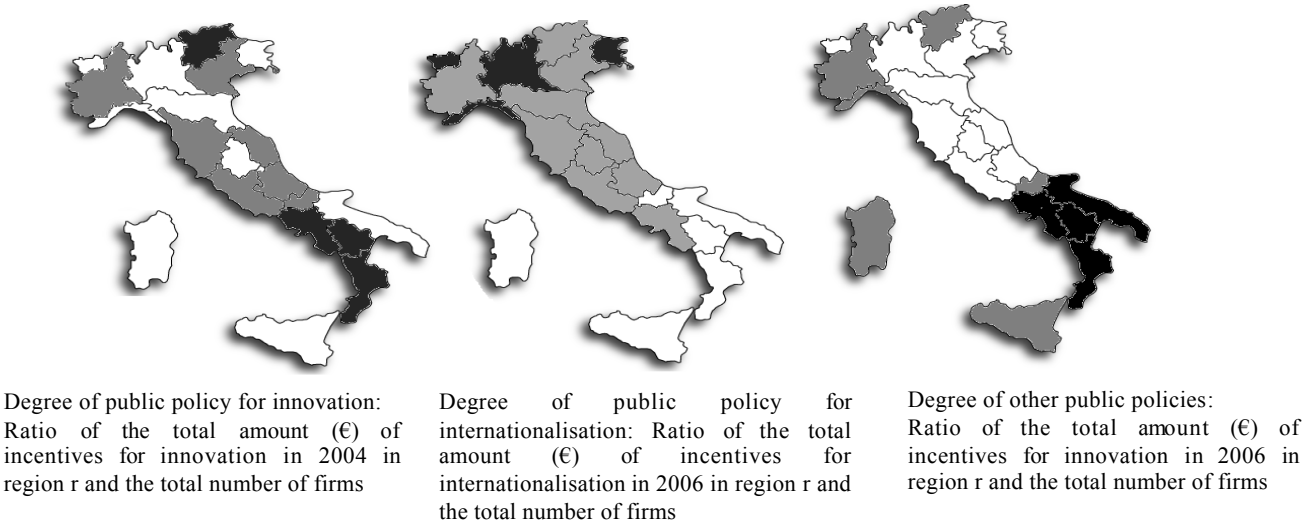 Degree of public policy for innovation:
Ratio of the total amount (€) of
incentives for innovation in 2004 in
region r and the total number of firms
Degree of public policy for
internationalisation: Ratio of the total
amount (€) of incentives for
internationalisation in 2006 in region r and
the total number of firms
Degree of other public policies:
Ratio of the total amount (€) of
incentives for innovation in 2006 in
region r and the total number of firms